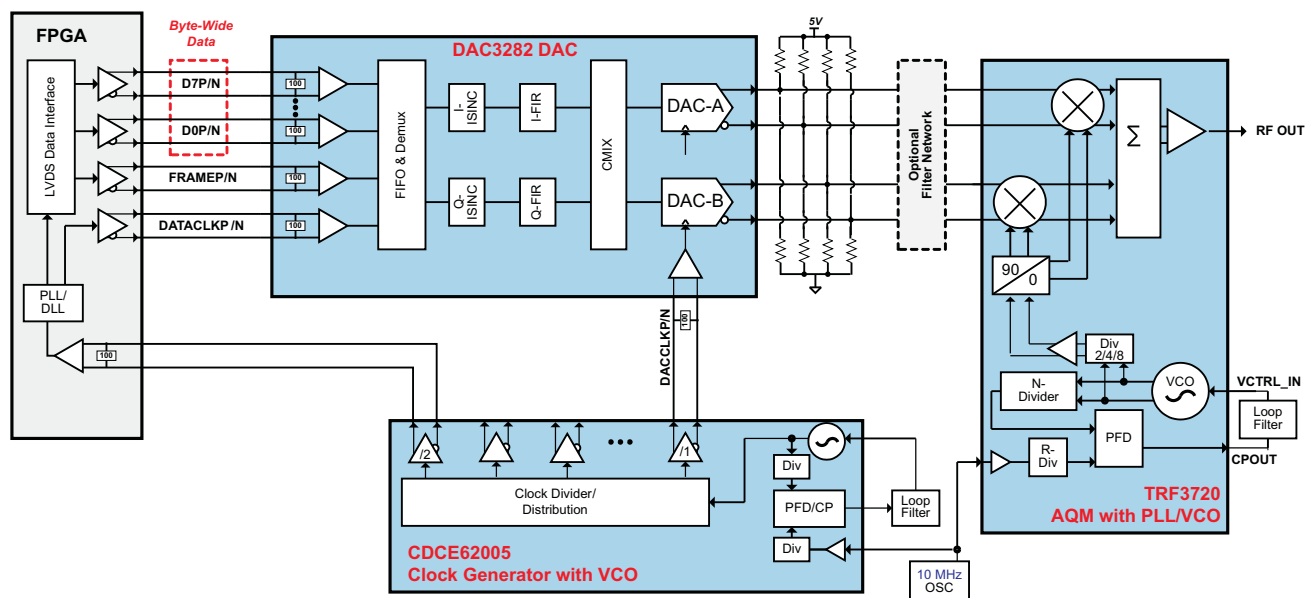 FPGA
Byte-Wide
Data
DAC3282 DAC
5V
LVDS Data Interface
D7P/N
100
D0P/N
100
FRAMEP/N
100
DATACLKP/N
100
FIFO & Demux
I-
ISINC
I-FIR
Q-
ISINC
Q-FIR
CMIX
DAC-A
DAC-B
Optional
Filter Network
Σ
RF OUT
90
0
PLL/
DLL
100
DACCLKP/N
100
Div
2/4/8
N-
Divider
VCO
VCTRL_IN
Loop
Filter
PFD
R-
Div
CPOUT
TRF3720
AQM with PLL/VCO
/2
/1
Clock Divider/
Distribution
Div
PFD/CP
Div
Loop
Filter
CDCE62005
Clock Generator with VCO
10 MHz
OSC